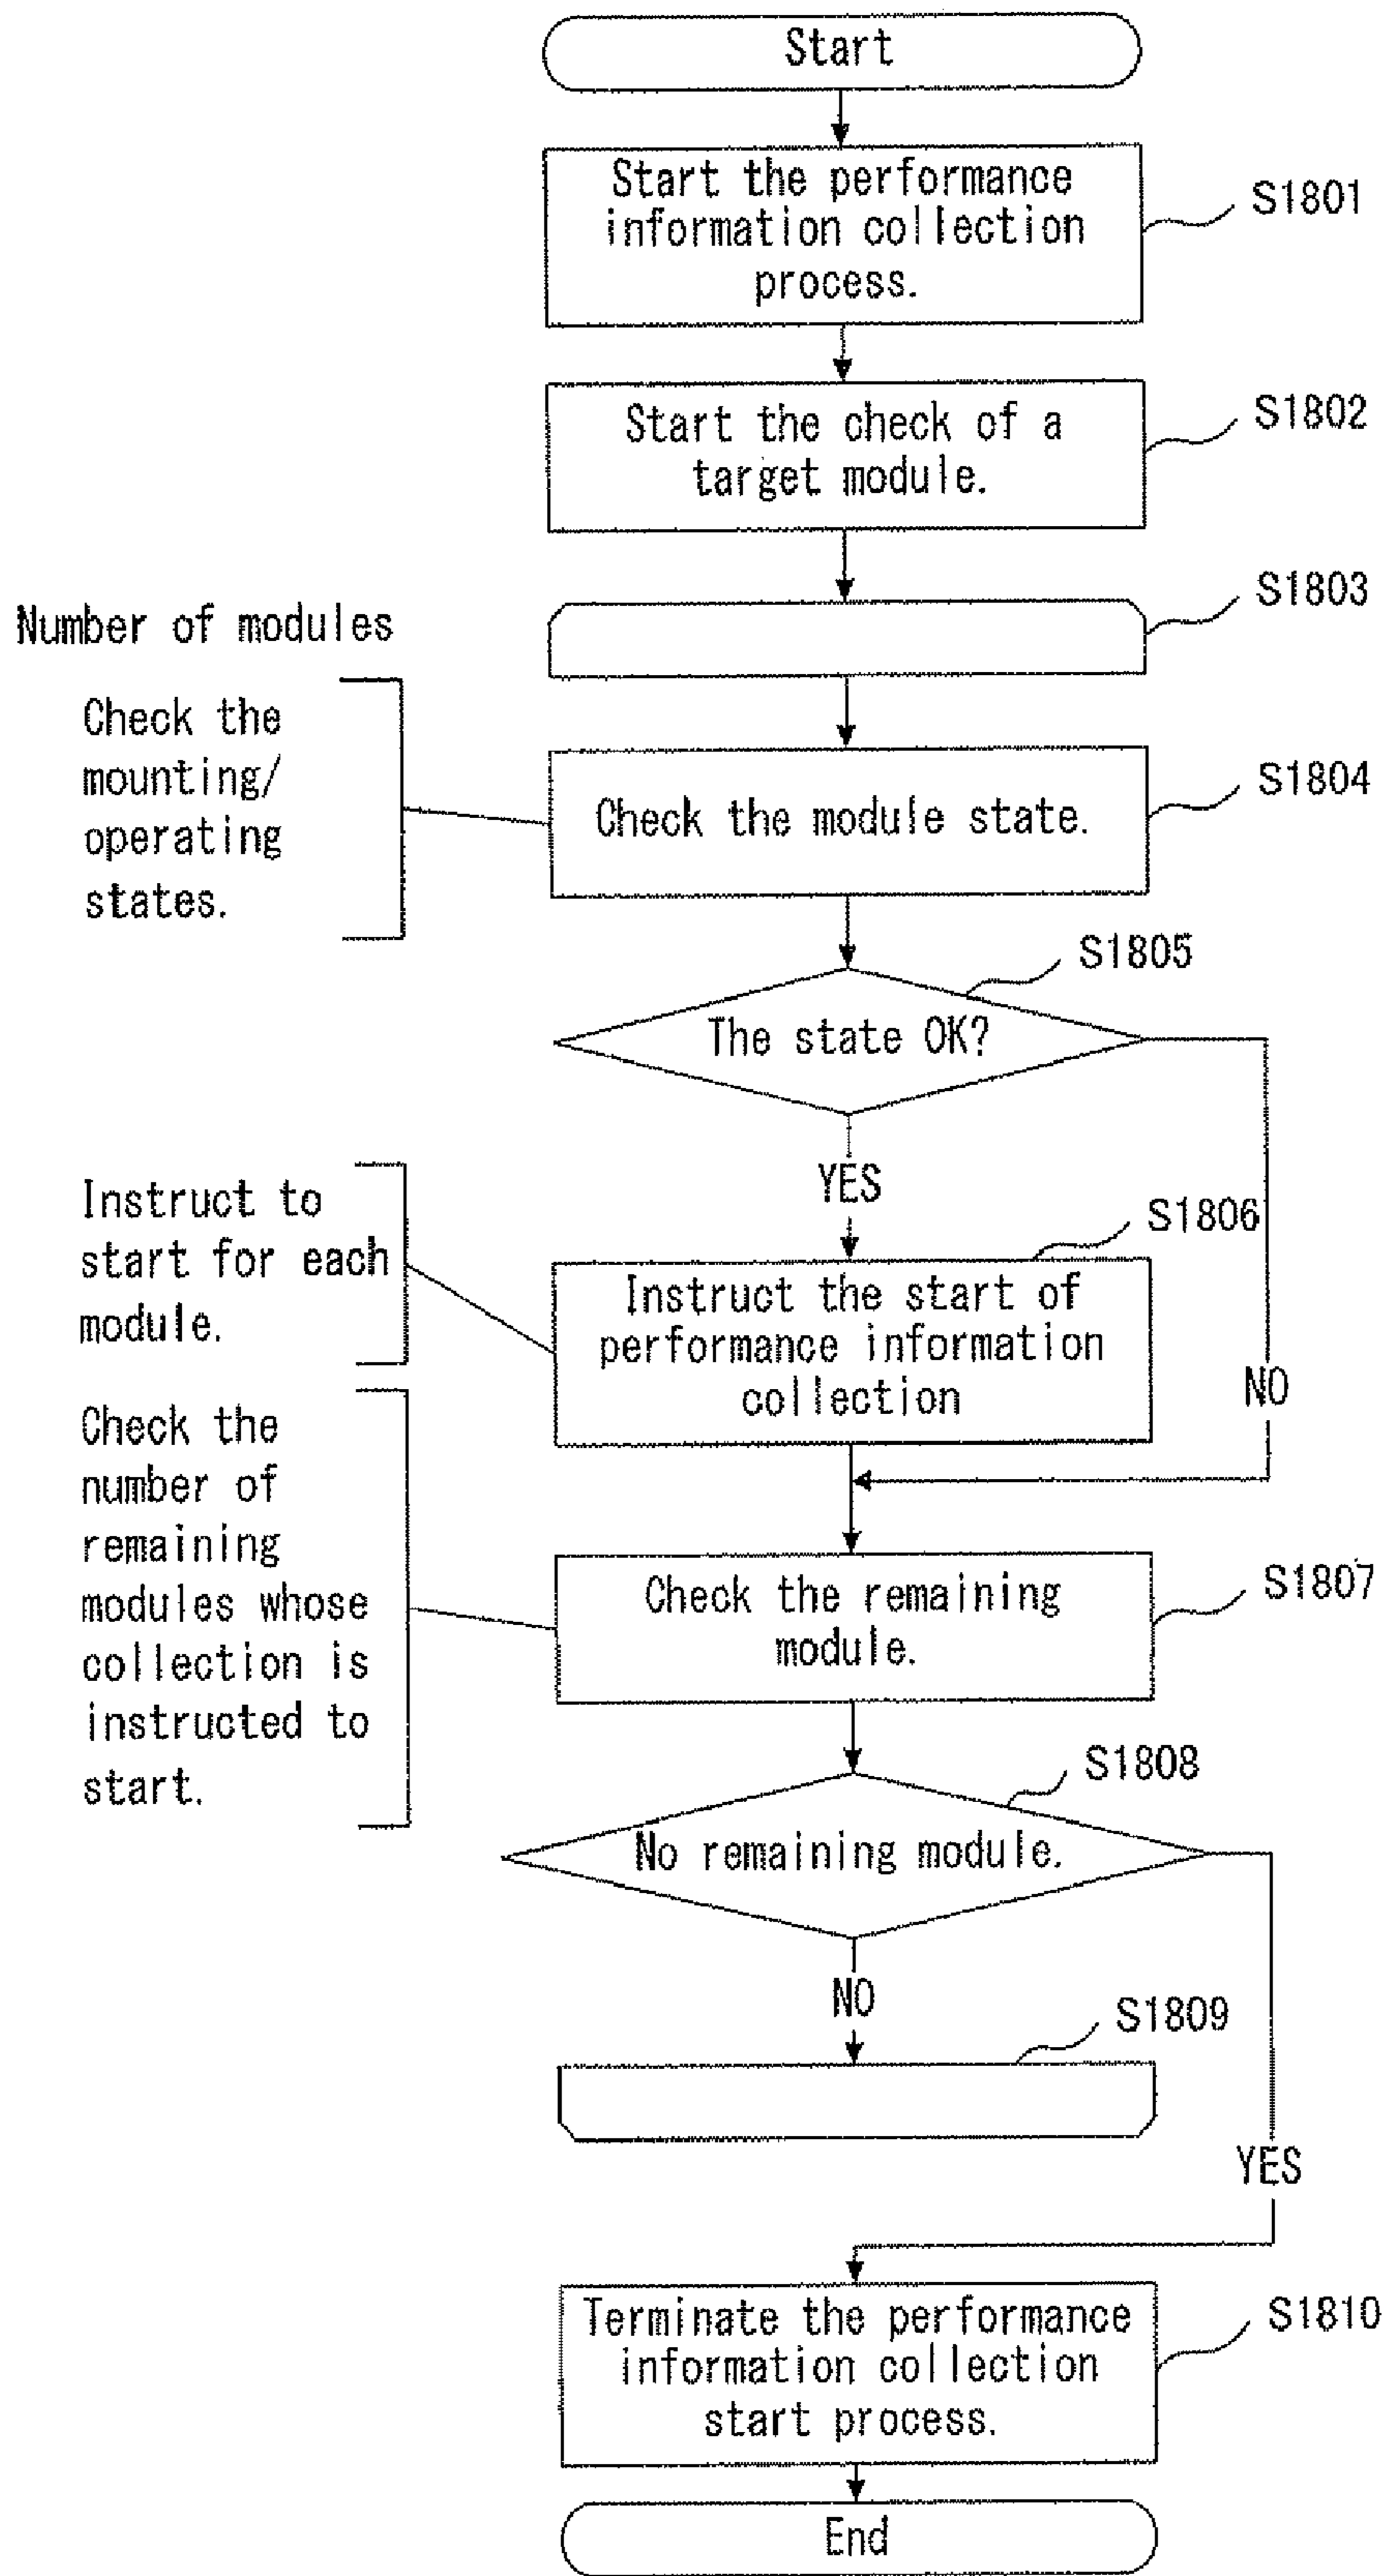 Start
Start the performance
information collection
process.
S1801
Start the check of a
target module.
S1802
S1803
Number of modules
Check the
mounting/
operating
states.
Check the module state.
S1804
S1805
The state OK?
YES
NO
S1806
Instruct to
start for each
module.
Instruct the start of
performance information
collection
Check the
number of
remaining
modules whose
collection is
instructed to
start.
Check the remaining
module.
S1807
S1808
No remaining module.
NO
S1809
YES
Terminate the performance
information collection
start process.
S1810
End